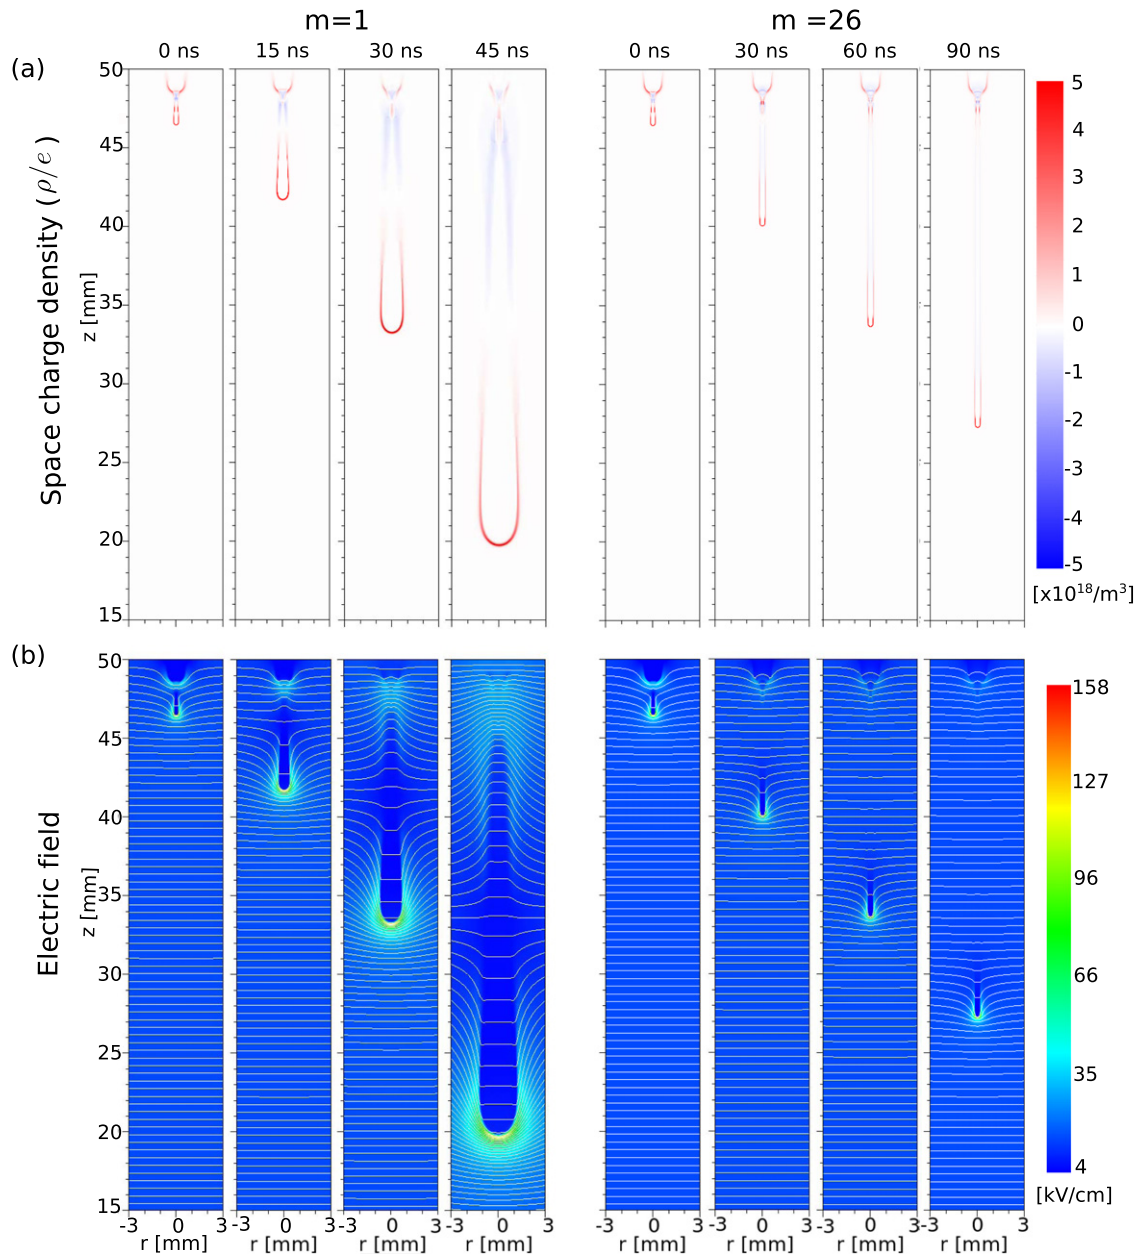 m=1 m =26
0 ns 15 ns 30 ns 45 ns 0 ns 30 ns 60 ns 90 ns
(a)
Space charge density (ρ/e)
z [mm]
50
45
40
35
30
25
20
15
5
4
3
2
1
0
-1
-2
-3
-4
-5
[x10¹⁸/m³]
(b)
Electric field
z [mm]
50
45
40
35
30
25
20
15
158
127
96
66
35
4
[kV/cm]
-3 0 3 -3 0 3 -3 0 3 -3 0 3 -3 0 3 -3 0 3 -3 0 3 -3 0 3
r [mm] r [mm] r [mm] r [mm] r [mm] r [mm] r [mm] r [mm]